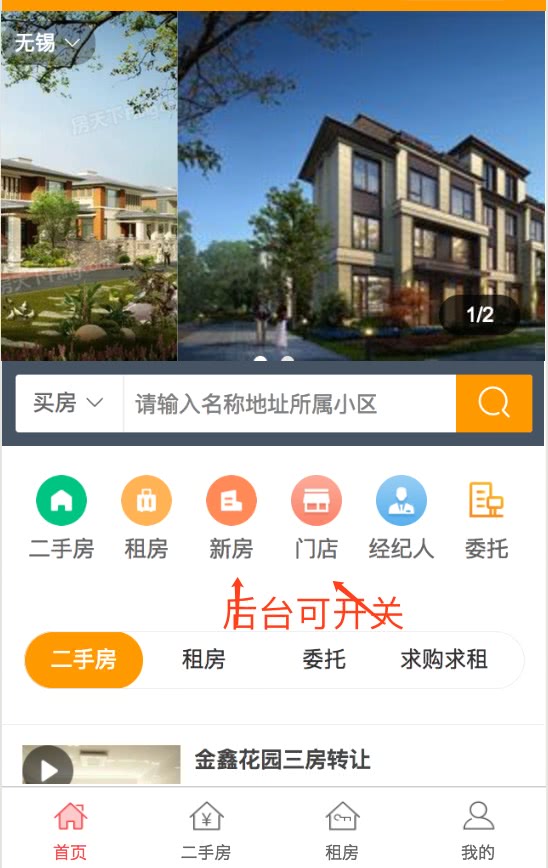 无锡
房天下
1/2
买房
请输入名称地址所属小区
二手房 租房 新房 门店 经纪人 委托
后台可开关
二手房 租房 委托 求购求租
金鑫花园三房转让
首页 二手房 租房 我的